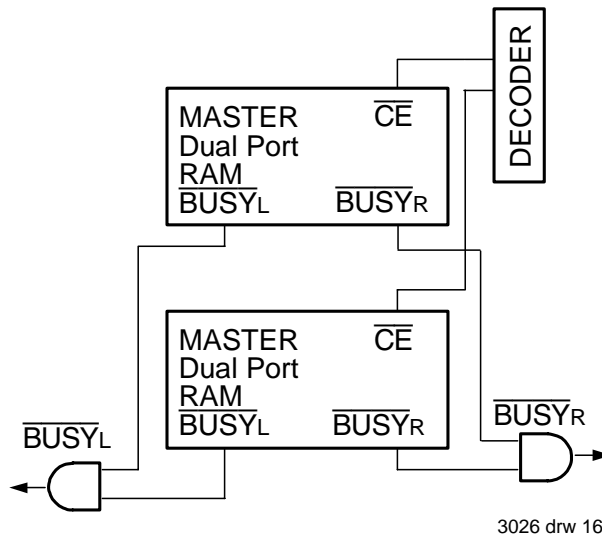 DECODER
MASTER CE
Dual Port
RAM
BUSYL BUSYR
MASTER CE
Dual Port
RAM
BUSYL BUSYR
BUSYL
BUSYR
3026 drw 16